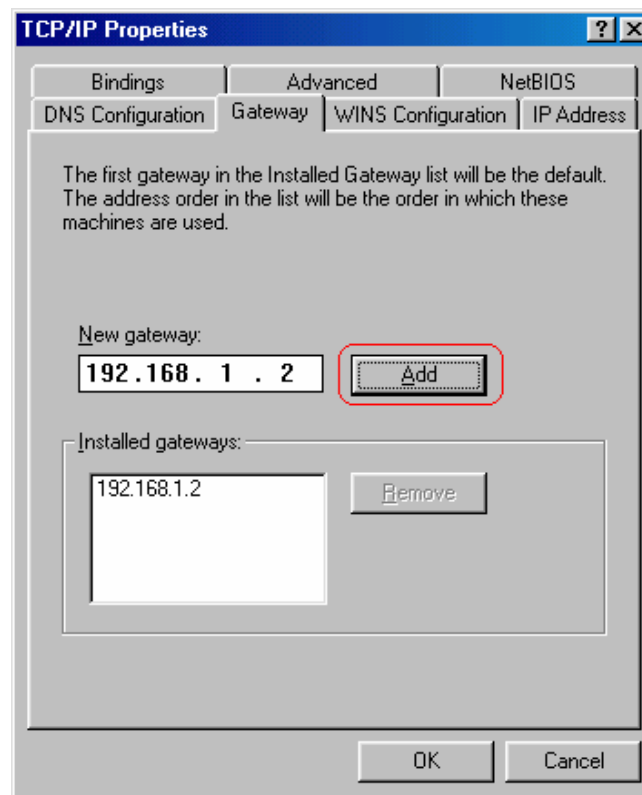 TCP/IP Properties
Bindings
Advanced
NetBIOS
DNS Configuration
Gateway
WINS Configuration
IP Address
The first gateway in the Installed Gateway list will be the default.
The address order in the list will be the order in which these
machines are used.
New gateway:
192.168. 1 . 2
Add
Installed gateways:
192.168.1.2
Remove
OK
Cancel